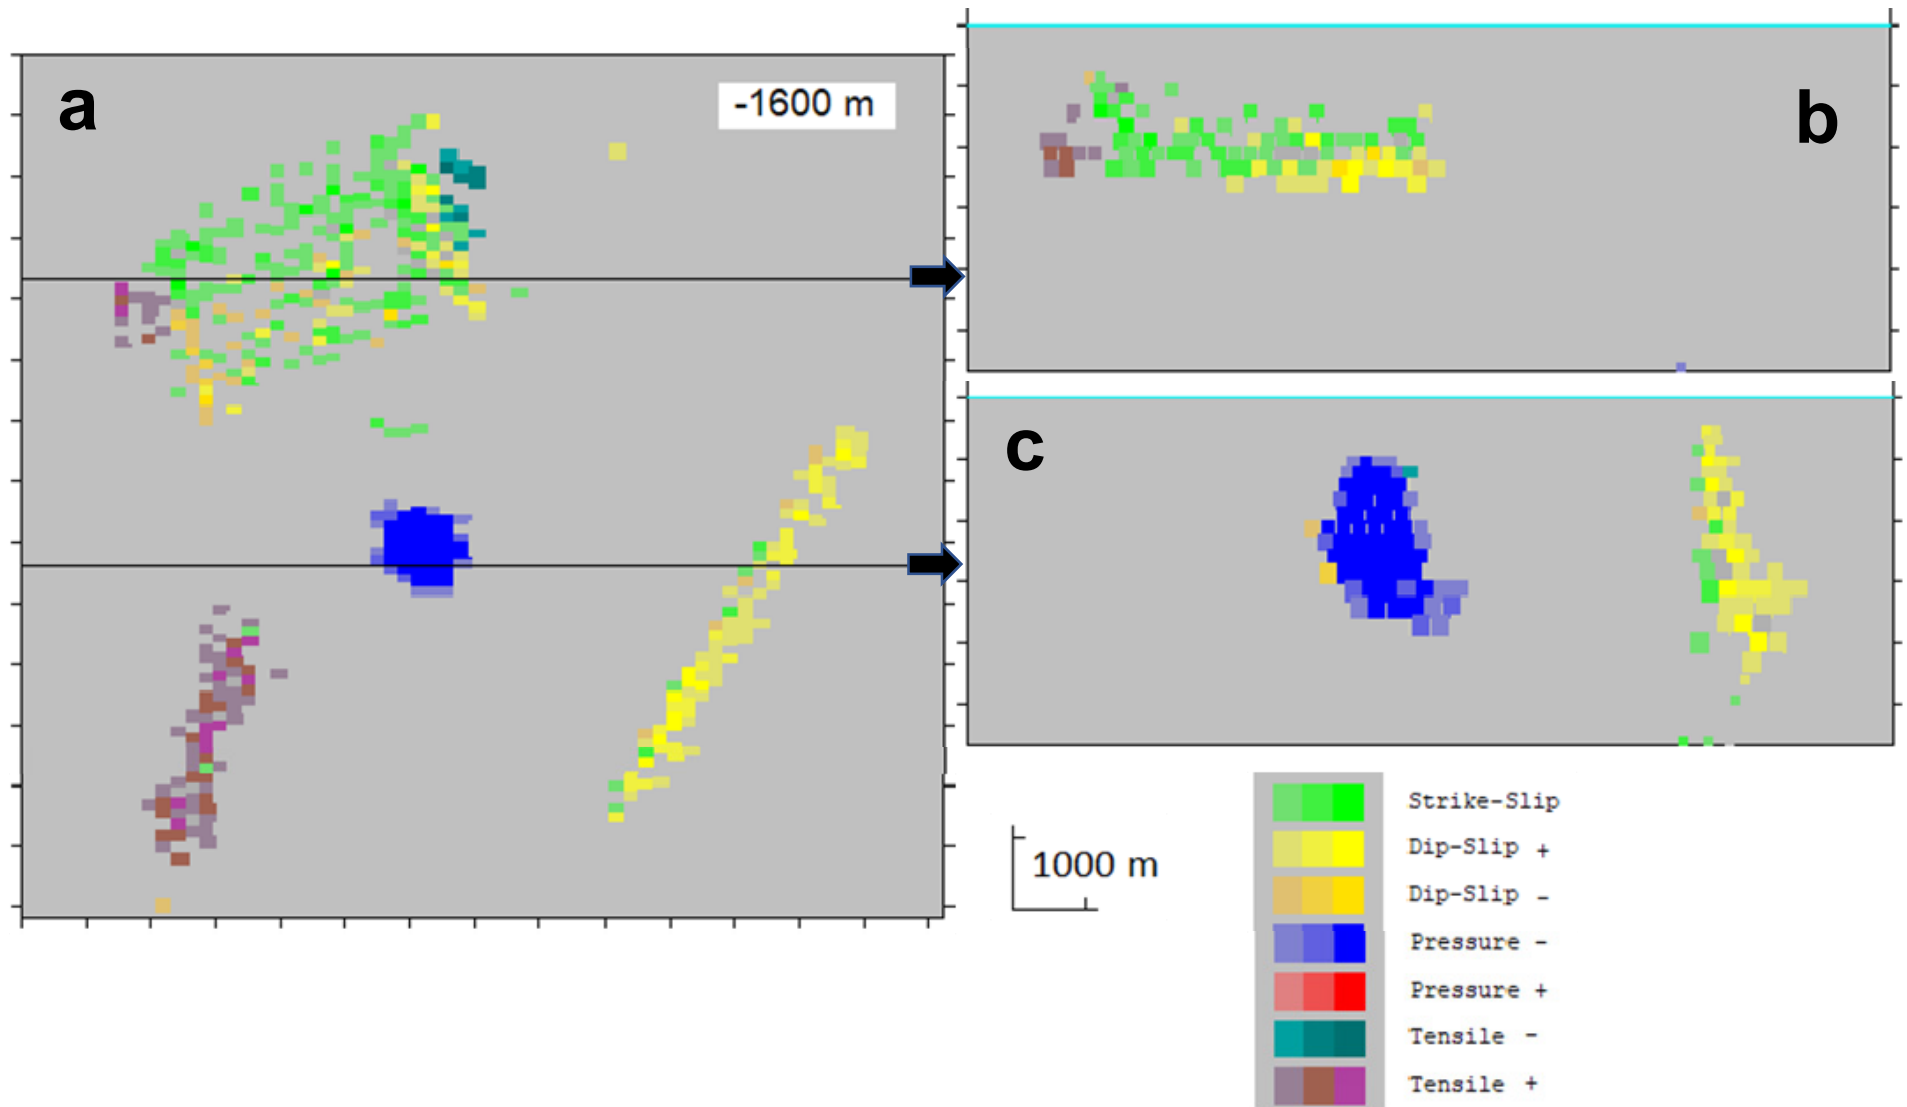 a
-1600 m
b
c
1000 m
Strike-Slip
Dip-Slip +
Dip-Slip -
Pressure -
Pressure +
Tensile -
Tensile +